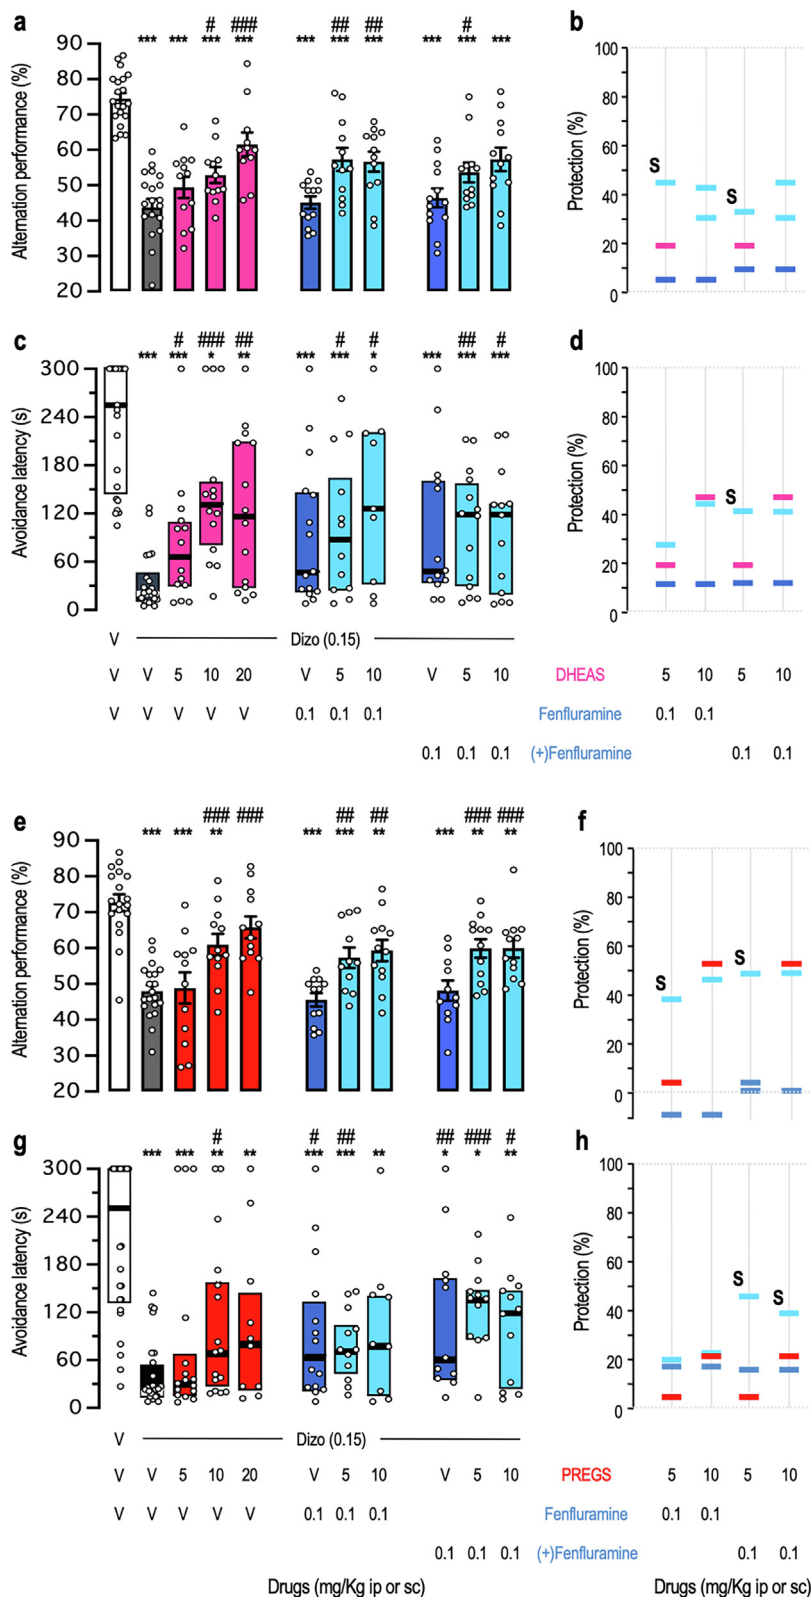 a
# ### ## ## #
*** *** *** *** *** *** *** *** *** ***
Alternation performance (%)
90
80
70
60
50
40
30
20
b
Protection (%)
100
80
60
40
20
0
S
S
c
# ### ## # # ## #
*** *** * ** *** *** * *** *** ***
Avoidance latency (s)
300
240
180
120
60
0
d
Protection (%)
100
80
60
40
20
0
S
V Dizo (0.15)
V V 5 10 20 V 5 10 V 5 10 DHEAS 5 10 5 10
V V V V V 0.1 0.1 0.1 Fenfluramine 0.1 0.1
0.1 0.1 0.1 (+)Fenfluramine 0.1 0.1
e
### ### ## ## ### ###
*** *** ** *** *** ** *** ** **
Alternation performance (%)
90
80
70
60
50
40
30
20
f
Protection (%)
100
80
60
40
20
0
S
S
g
# # ## ## ### #
*** *** ** ** *** *** ** * * **
Avoidance latency (s)
300
240
180
120
60
0
h
Protection (%)
100
80
60
40
20
0
S
S
V Dizo (0.15)
V V 5 10 20 V 5 10 V 5 10 PREGS 5 10 5 10
V V V V V 0.1 0.1 0.1 Fenfluramine 0.1 0.1
0.1 0.1 0.1 (+)Fenfluramine 0.1 0.1
Drugs (mg/Kg ip or sc) Drugs (mg/Kg ip or sc)